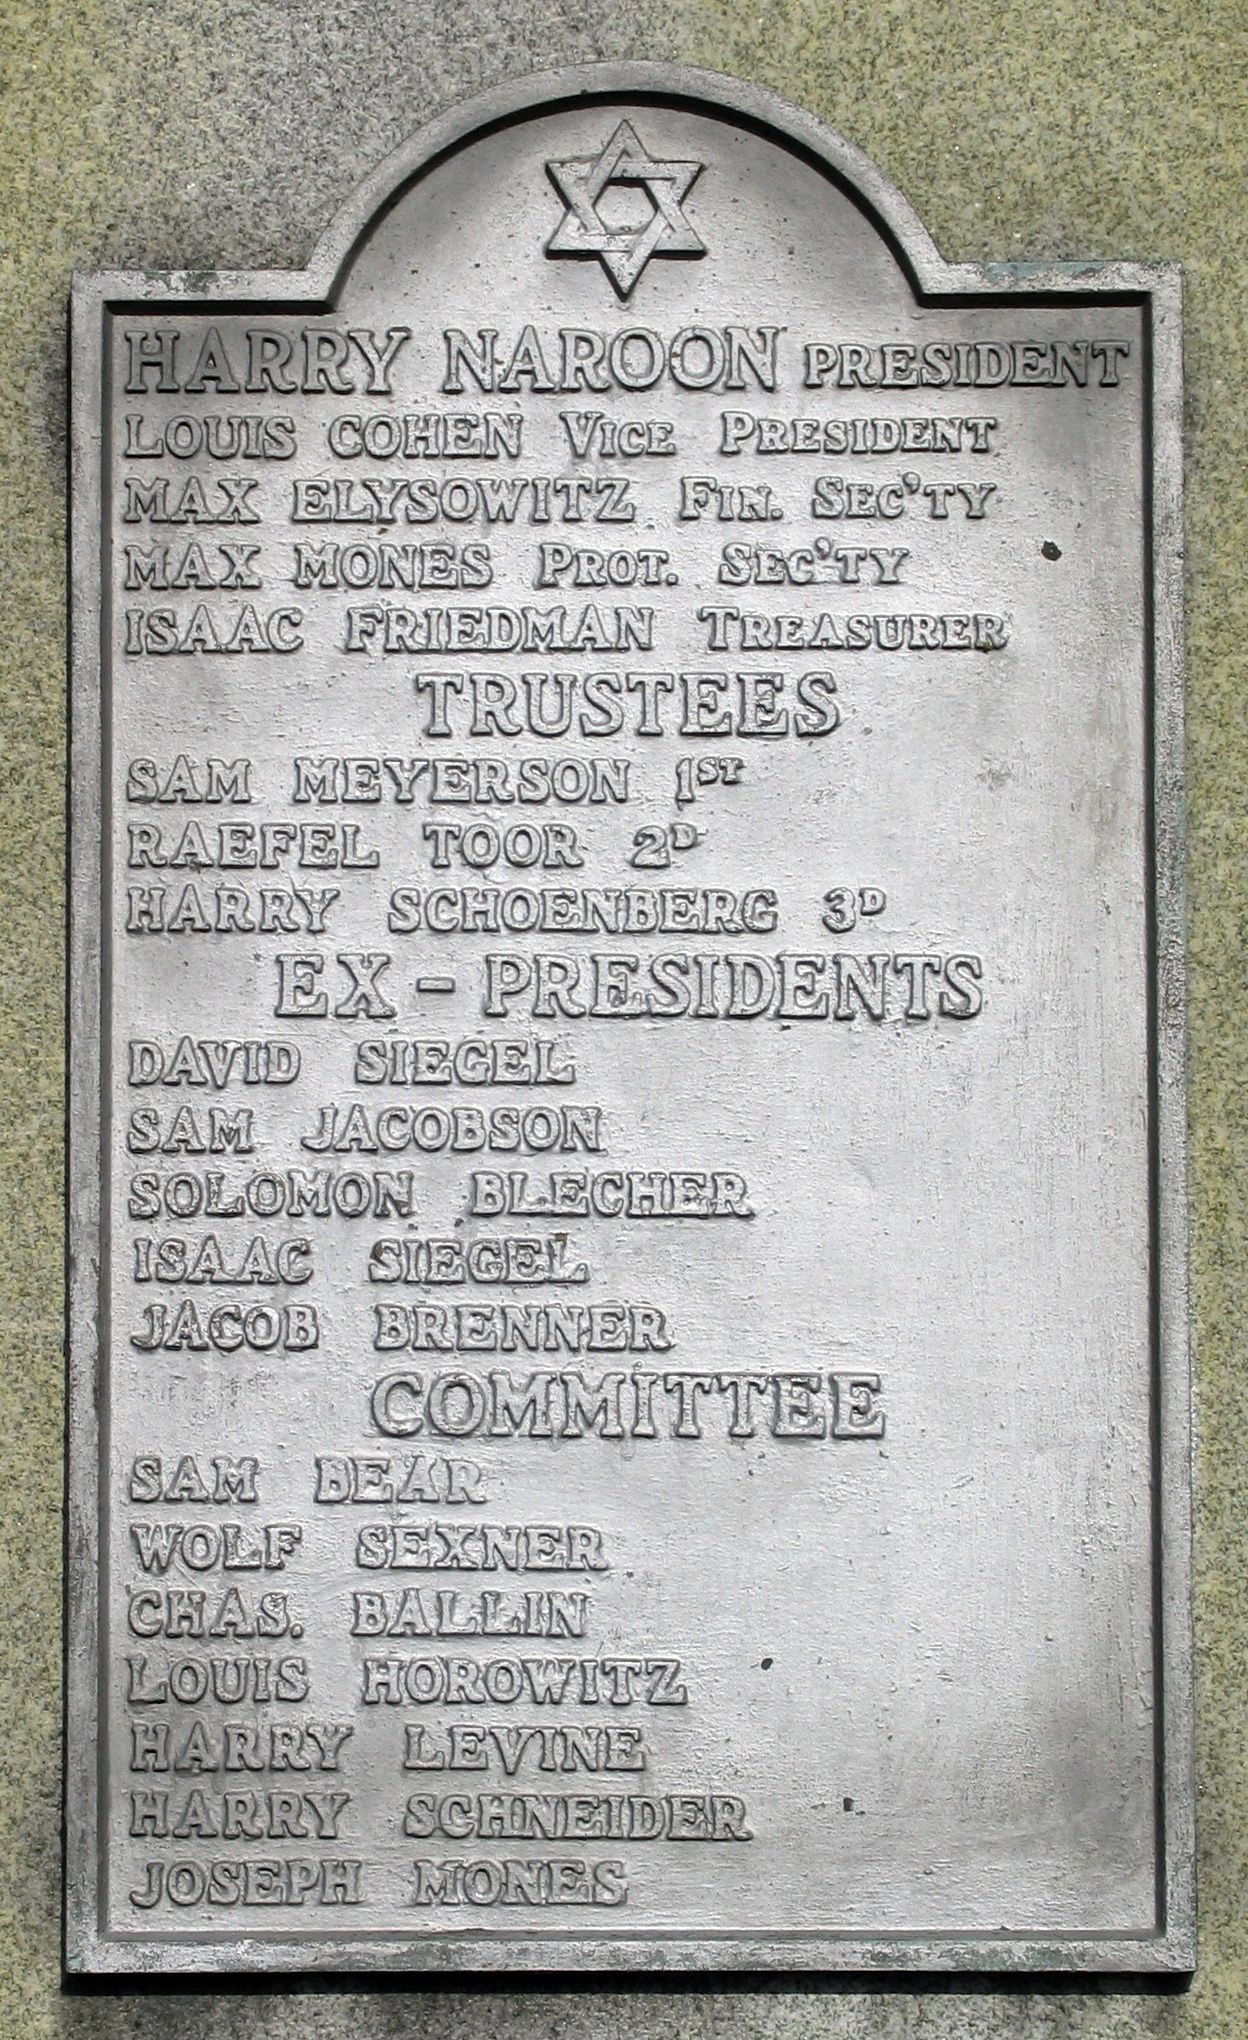 HARRY NAROON PRESIDENT
LOUIS COHEN VICE PRESIDENT
MAX ELYSOWITZ FIN. SEC'TY
MAX MONES PROT. SEC'TY
ISAAC FRIEDMAN TREASURER
TRUSTEES
SAM MEYERSON 1ST
RAEFEL TOOR 2D
HARRY SCHOENBERG 3D
EX-PRESIDENTS
DAVID SIEGEL
SAM JACOBSON
SOLOMON BLECHER
ISAAC SIEGEL
JACOB BRENNER
COMMITTEE
SAM BEAR
WOLF SEXNER
CHAS. BALLIN
LOUIS HOROWITZ
HARRY LEVINE
HARRY SCHNEIDER
JOSEPH MONES